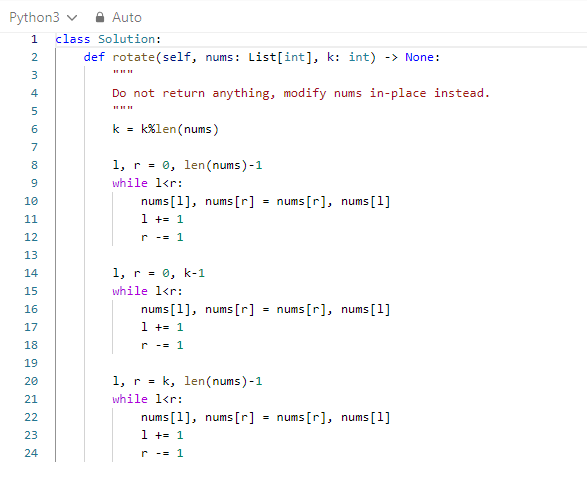 Python3 Auto
1 class Solution:
2     def rotate(self, nums: List[int], k: int) -> None:
3         """
4         Do not return anything, modify nums in-place instead.
5         """
6         k = k%len(nums)
7
8         l, r = 0, len(nums)-1
9         while l<r:
10             nums[l], nums[r] = nums[r], nums[l]
11             l += 1
12             r -= 1
13
14         l, r = 0, k-1
15         while l<r:
16             nums[l], nums[r] = nums[r], nums[l]
17             l += 1
18             r -= 1
19
20         l, r = k, len(nums)-1
21         while l<r:
22             nums[l], nums[r] = nums[r], nums[l]
23             l += 1
24             r -= 1